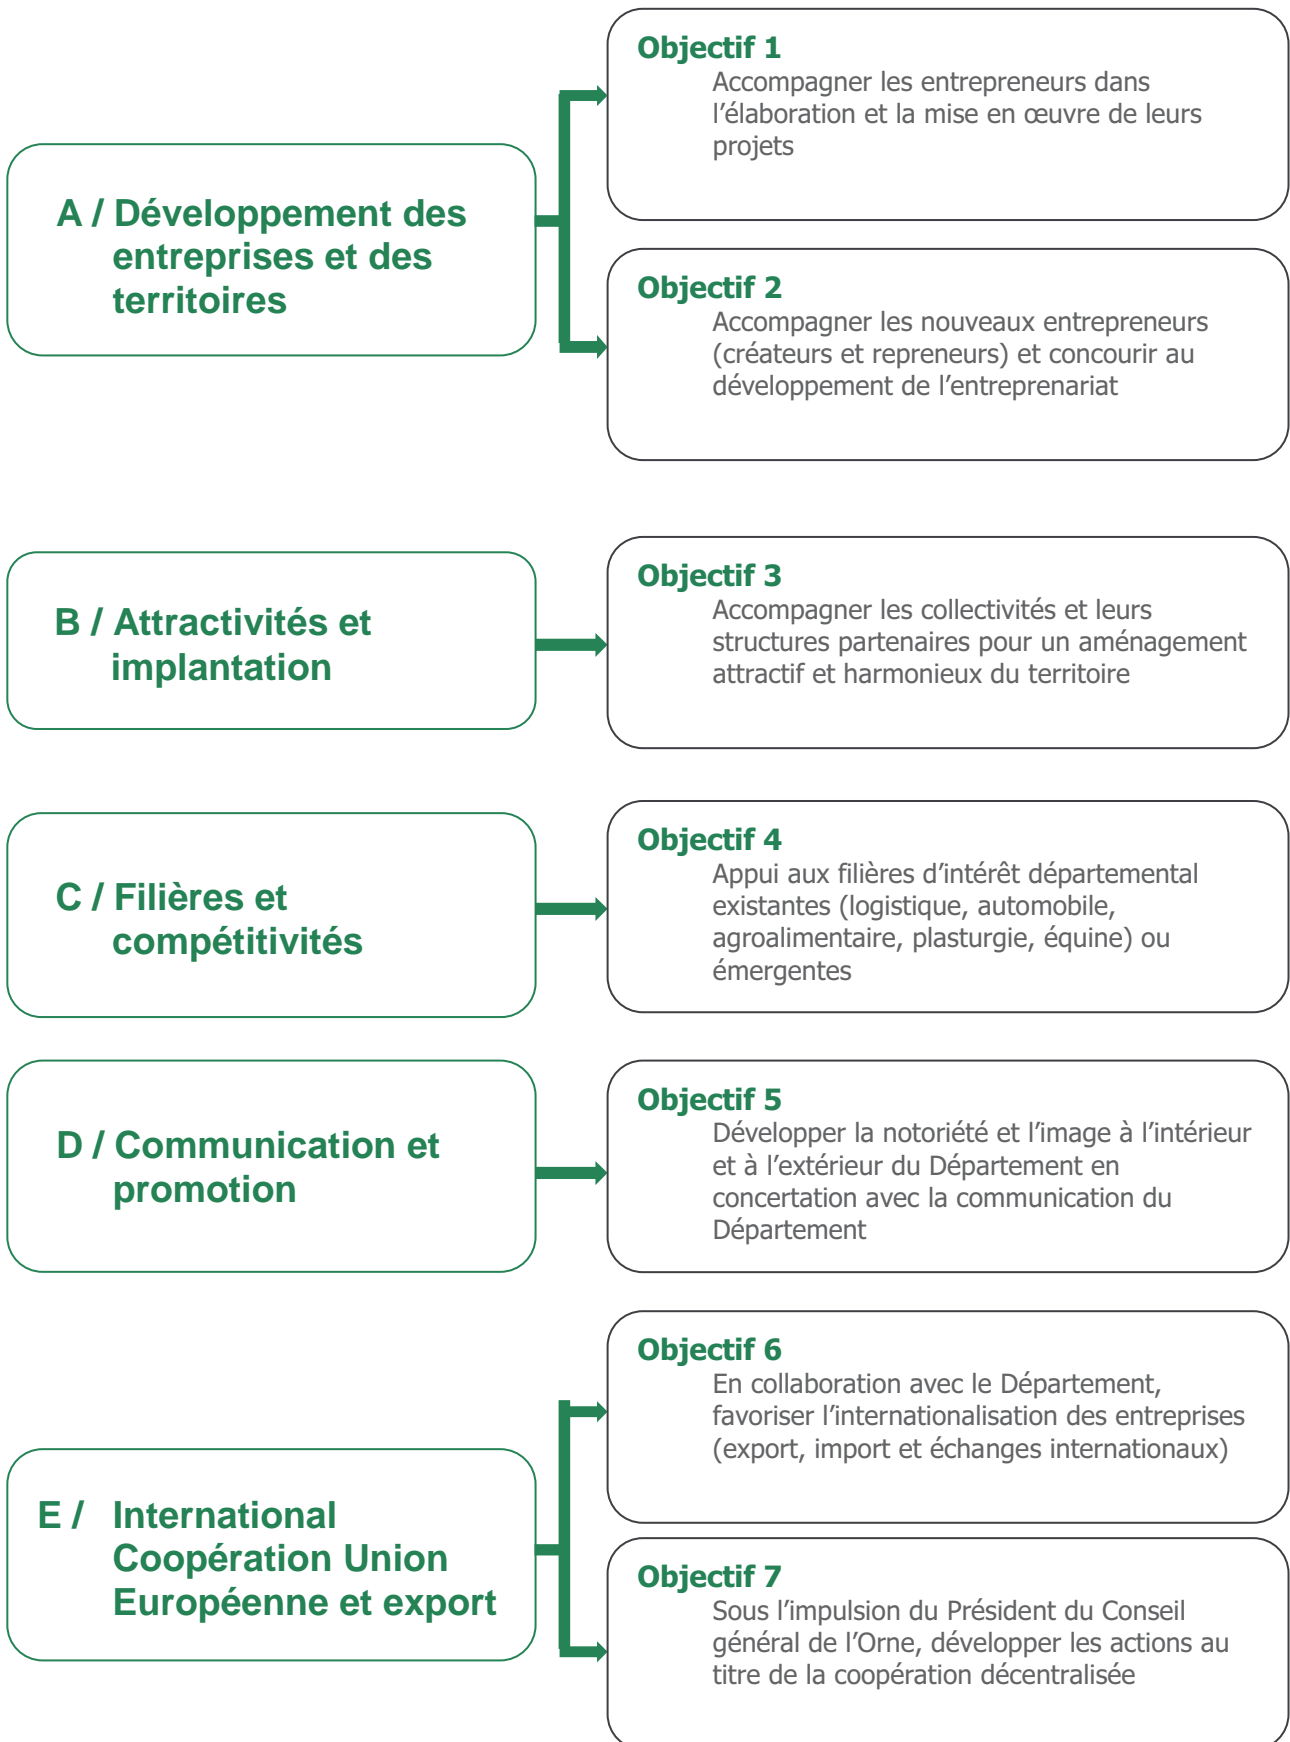 A / Développement des
entreprises et des
territoires
Objectif 1
Accompagner les entrepreneurs dans
l’élaboration et la mise en œuvre de leurs
projets
Objectif 2
Accompagner les nouveaux entrepreneurs
(créateurs et repreneurs) et concourir au
développement de l’entreprenariat
B / Attractivités et
implantation
Objectif 3
Accompagner les collectivités et leurs
structures partenaires pour un aménagement
attractif et harmonieux du territoire
C / Filières et
compétitivités
Objectif 4
Appui aux filières d’intérêt départemental
existantes (logistique, automobile,
agroalimentaire, plasturgie, équine) ou
émergentes
D / Communication et
promotion
Objectif 5
Développer la notoriété et l’image à l’intérieur
et à l’extérieur du Département en
concertation avec la communication du
Département
E / International
Coopération Union
Européenne et export
Objectif 6
En collaboration avec le Département,
favoriser l’internationalisation des entreprises
(export, import et échanges internationaux)
Objectif 7
Sous l’impulsion du Président du Conseil
général de l’Orne, développer les actions au
titre de la coopération décentralisée